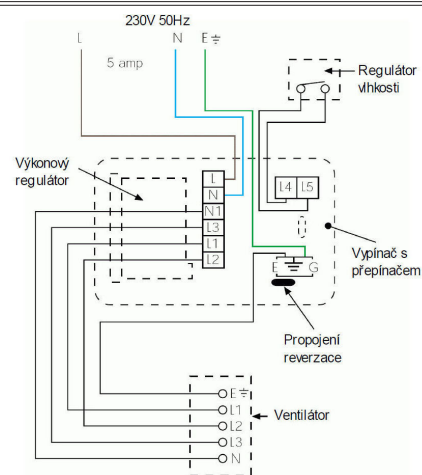 230V 50Hz
L N E
5 amp
Regulátor
vlhkosti
Výkonový
regulátor
L
N
N1
L3
L1
L2
L4 L5
Vypínač s
přepínačem
E G
Propojení
reverzace
E
L1
L2
L3
N
Ventilátor